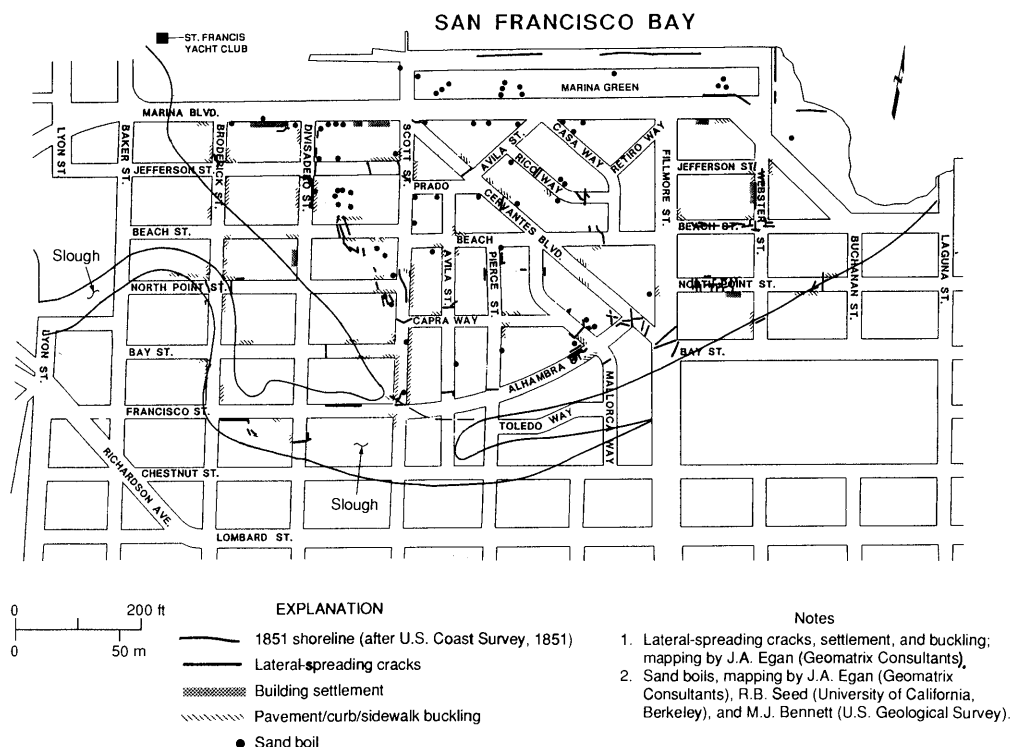 SAN FRANCISCO BAY
ST. FRANCIS
YACHT CLUB
N
MARINA GREEN
MARINA BLVD.
LYON ST
BAKER ST.
BRODERICK ST.
DIVISADERO ST.
SCOTT ST.
AVILA ST.
CASA WAY
RETIRO WAY
RICO WAY
FILMORE ST.
JEFFERSON ST.
JEFFERSON ST.
WEBSTER ST.
PRADO
CERVANTES BLVD.
BEACH ST.
BEACH
BEACH ST.
Slough
AVILA ST.
PIERCE ST.
BUCHANAN ST.
LAGUNA ST.
NORTH POINT ST.
NORTH POINT ST.
CAPRA WAY
LYON ST.
BAY ST.
BAY ST.
ALHAMBRA ST
MALLORCA WAY
FRANCISCO ST.
TOLEDO WAY
RICHARDSON AVE.
CHESTNUT ST.
Slough
LOMBARD ST.
0 200 ft
0 50 m
EXPLANATION
1851 shoreline (after U.S. Coast Survey, 1851)
Lateral-spreading cracks
Building settlement
Pavement/curb/sidewalk buckling
Sand boil
Notes
1. Lateral-spreading cracks, settlement, and buckling;
mapping by J.A. Egan (Geomatrix Consultants).
2. Sand boils, mapping by J.A. Egan (Geomatrix
Consultants), R.B. Seed (University of California,
Berkeley), and M.J. Bennett (U.S. Geological Survey).